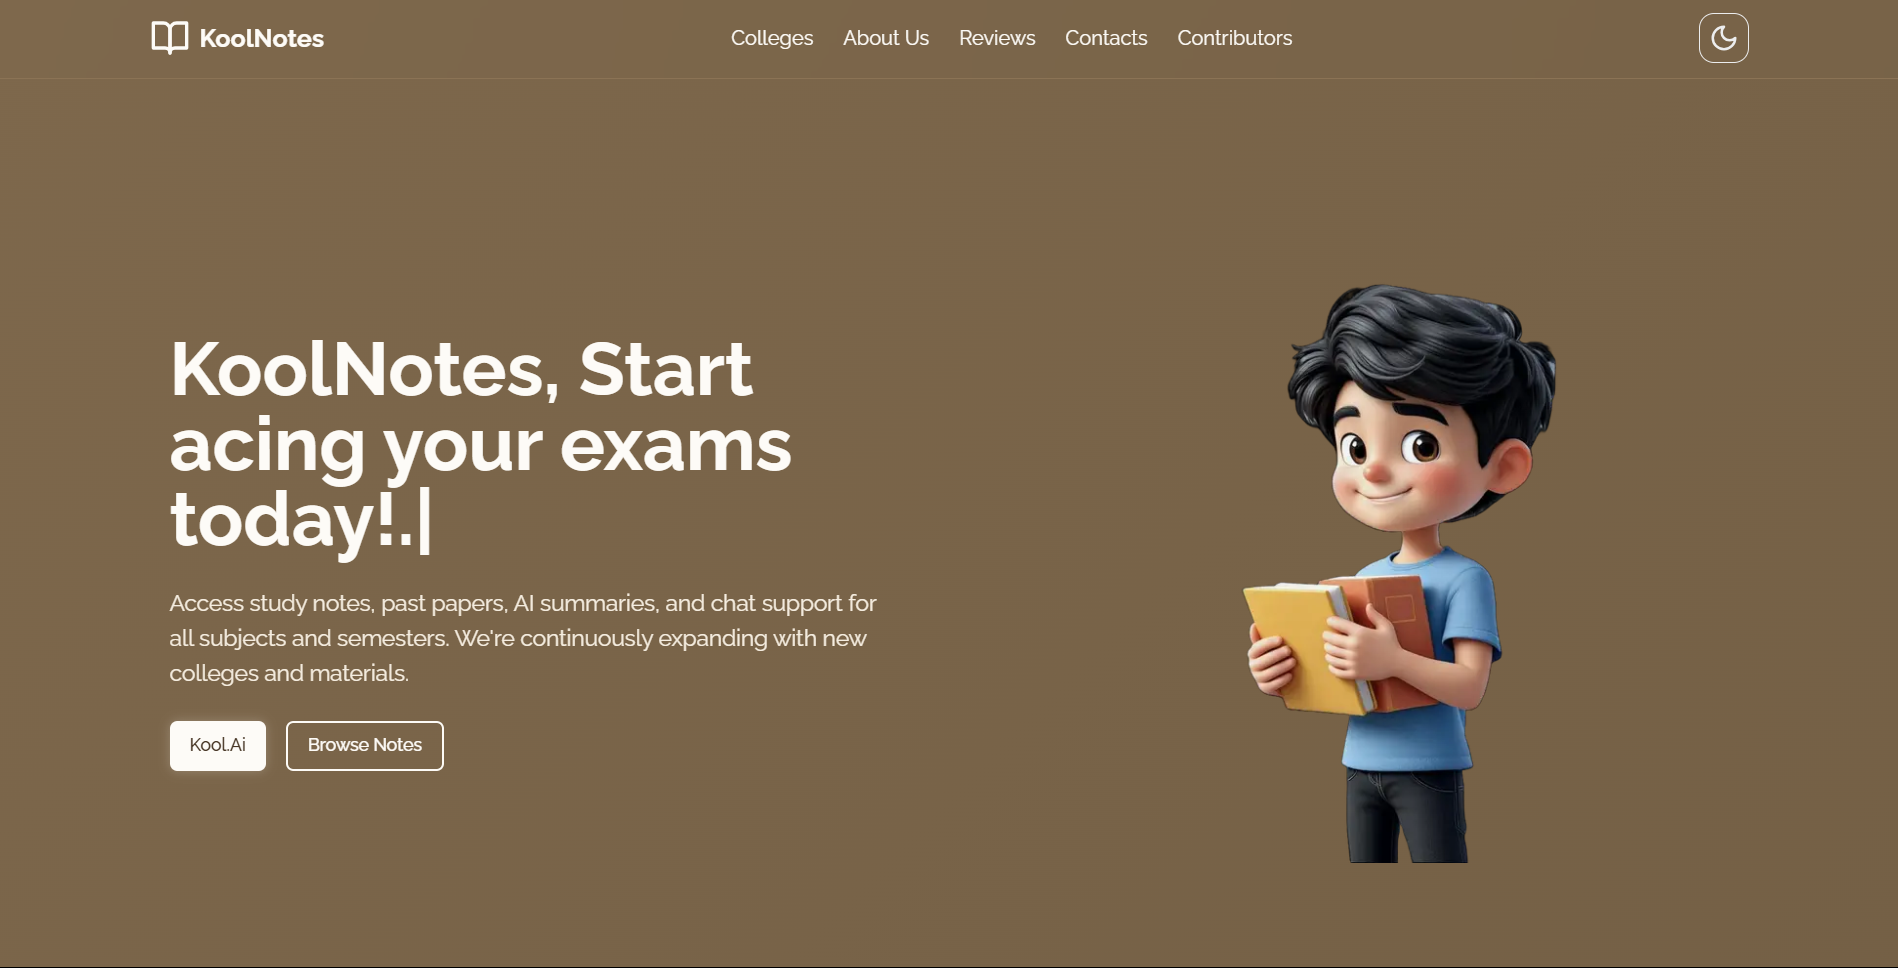 KoolNotes
Colleges
About Us
Reviews
Contacts
Contributors
KoolNotes, Start
acing your exams
today!.|
Access study notes, past papers, AI summaries, and chat support for
all subjects and semesters. We're continuously expanding with new
colleges and materials.
Kool.Ai
Browse Notes